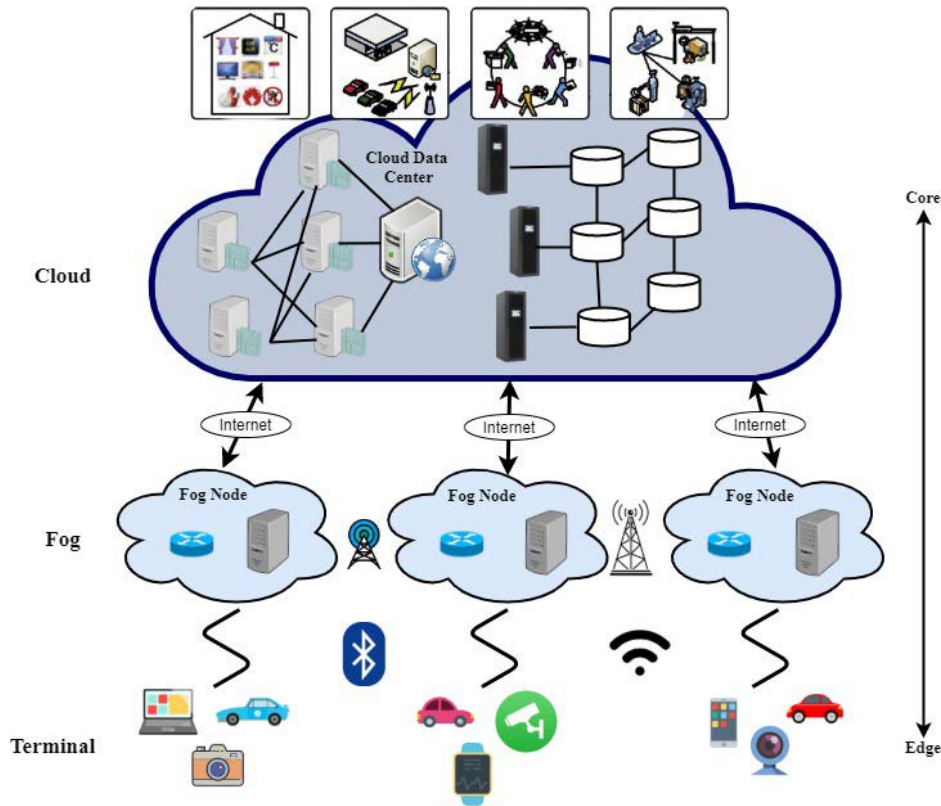 C
Cloud Data
Center
Core
Cloud
Internet
Internet
Internet
Fog Node
Fog Node
Fog Node
Fog
Terminal
Edge